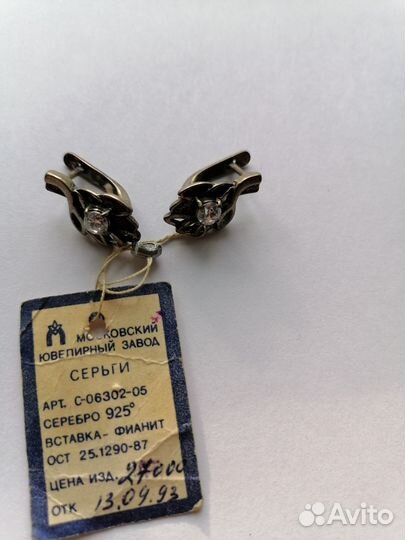 МОСКОВСКИЙ
ЮВЕЛИРНЫЙ ЗАВОД
СЕРЬГИ
АРТ. С-06302-05
СЕРЕБРО 925°
ВСТАВКА- ФИАНИТ
ОСТ 25.1290-87
ЦЕНА ИЗД. 27000
ОТК 13.09.93
Avito